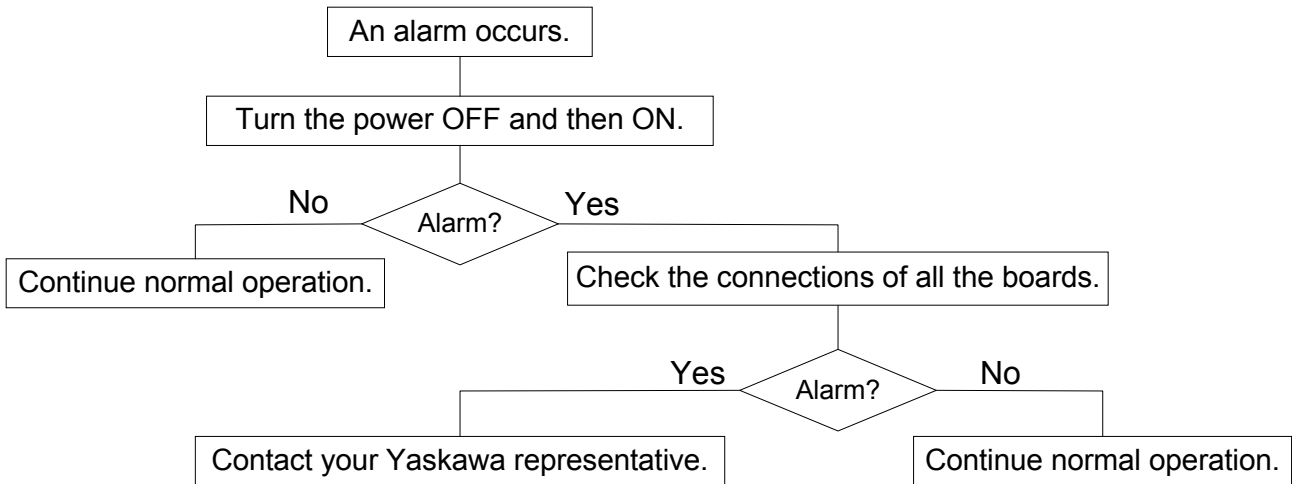 An alarm occurs.
Turn the power OFF and then ON.
No
Alarm?
Yes
Continue normal operation.
Check the connections of all the boards.
Yes
Alarm?
No
Contact your Yaskawa representative.
Continue normal operation.